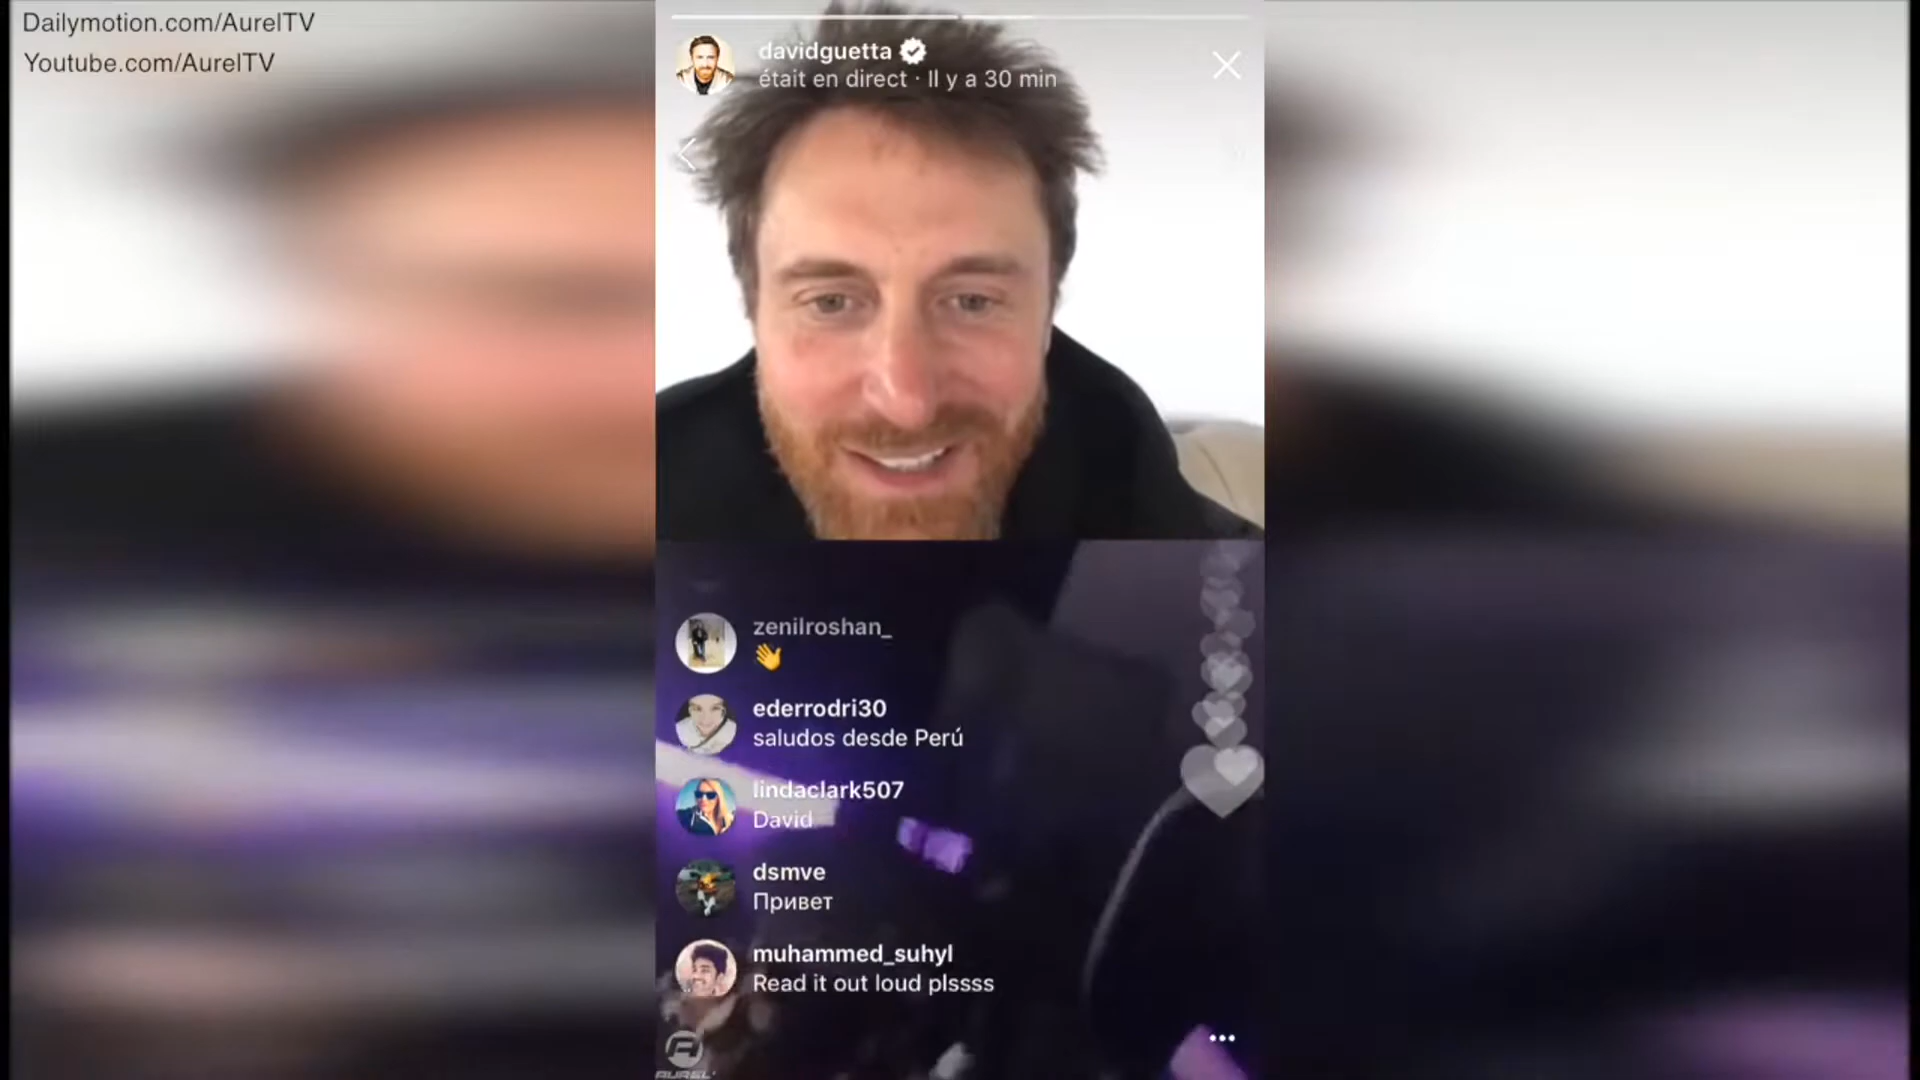 Dailymotion.com/AurelTV
Youtube.com/AurelTV
davidguetta
était en direct · Il y a 30 min
zenilroshan_
👋
ederrodri30
saludos desde Perú
lindaclark507
David
dsmve
Привет
muhammed_suhyl
Read it out loud plssss
AUREL